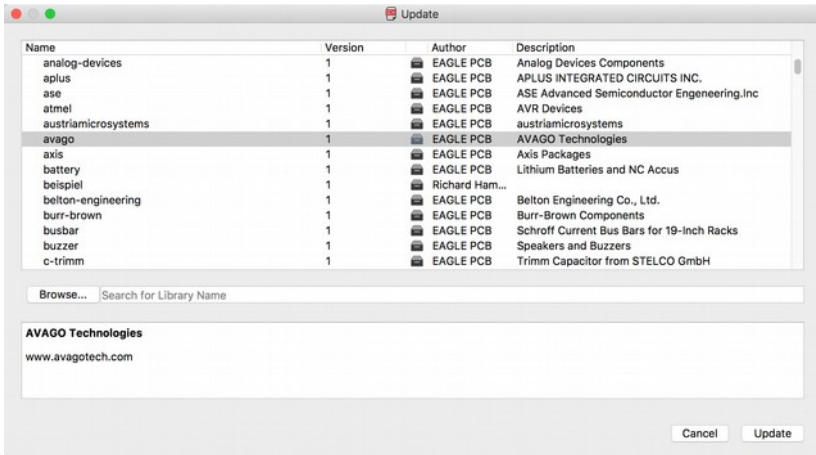 Update
Name Version Author Description
analog-devices 1 EAGLE PCB Analog Devices Components
aplus 1 EAGLE PCB APLUS INTEGRATED CIRCUITS INC.
ase 1 EAGLE PCB ASE Advanced Semiconductor Engeneering.Inc
atmel 1 EAGLE PCB AVR Devices
austriamicrosystems 1 EAGLE PCB austriamicrosystems
avago 1 EAGLE PCB AVAGO Technologies
axis 1 EAGLE PCB Axis Packages
battery 1 EAGLE PCB Lithium Batteries and NC Accus
beispiel 1 Richard Ham...
belton-engineering 1 EAGLE PCB Belton Engineering Co., Ltd.
burr-brown 1 EAGLE PCB Burr-Brown Components
busbar 1 EAGLE PCB Schroff Current Bus Bars for 19-Inch Racks
buzzer 1 EAGLE PCB Speakers and Buzzers
c-trimm 1 EAGLE PCB Trimm Capacitor from STELCO GmbH
Browse... Search for Library Name
AVAGO Technologies
www.avagotech.com
Cancel Update